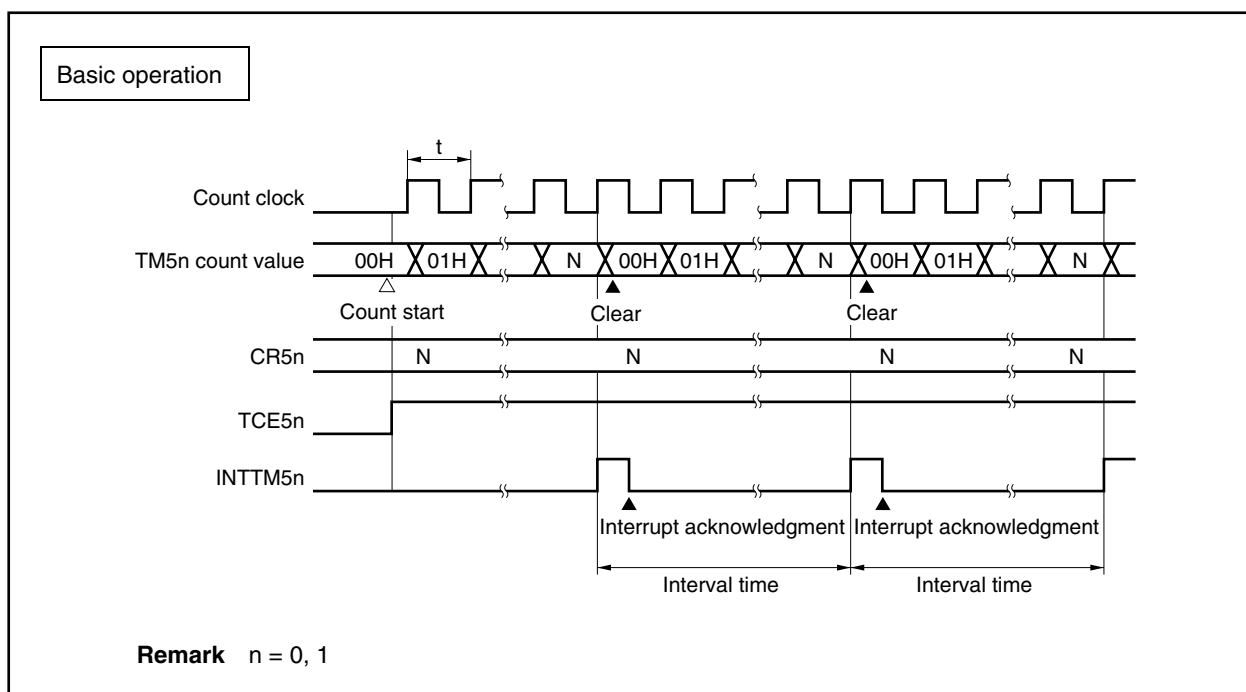 Basic operation
t
Count clock
TM5n count value 00H 01H N 00H 01H N 00H 01H N
Count start Clear Clear
CR5n N N N N
TCE5n
INTTM5n
Interrupt acknowledgment Interrupt acknowledgment
Interval time Interval time
Remark n = 0, 1